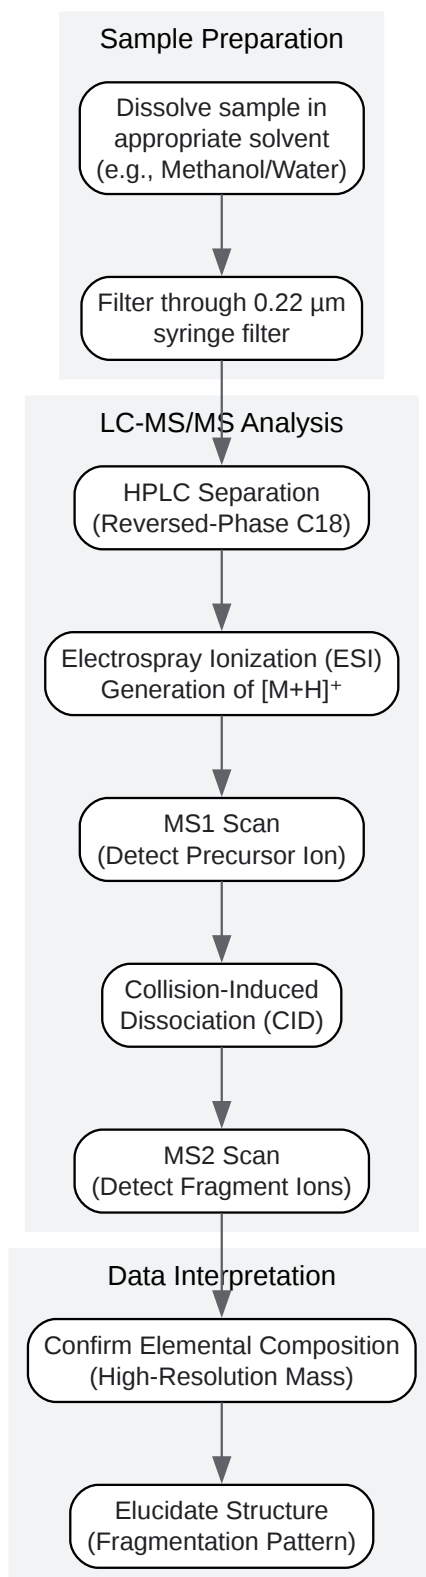 Sample Preparation
Dissolve sample in
appropriate solvent
(e.g., Methanol/Water)
Filter through 0.22 µm
syringe filter
LC-MS/MS Analysis
HPLC Separation
(Reversed-Phase C18)
Electrospray Ionization (ESI)
Generation of [M+H]⁺
MS1 Scan
(Detect Precursor Ion)
Collision-Induced
Dissociation (CID)
MS2 Scan
(Detect Fragment Ions)
Data Interpretation
Confirm Elemental Composition
(High-Resolution Mass)
Elucidate Structure
(Fragmentation Pattern)